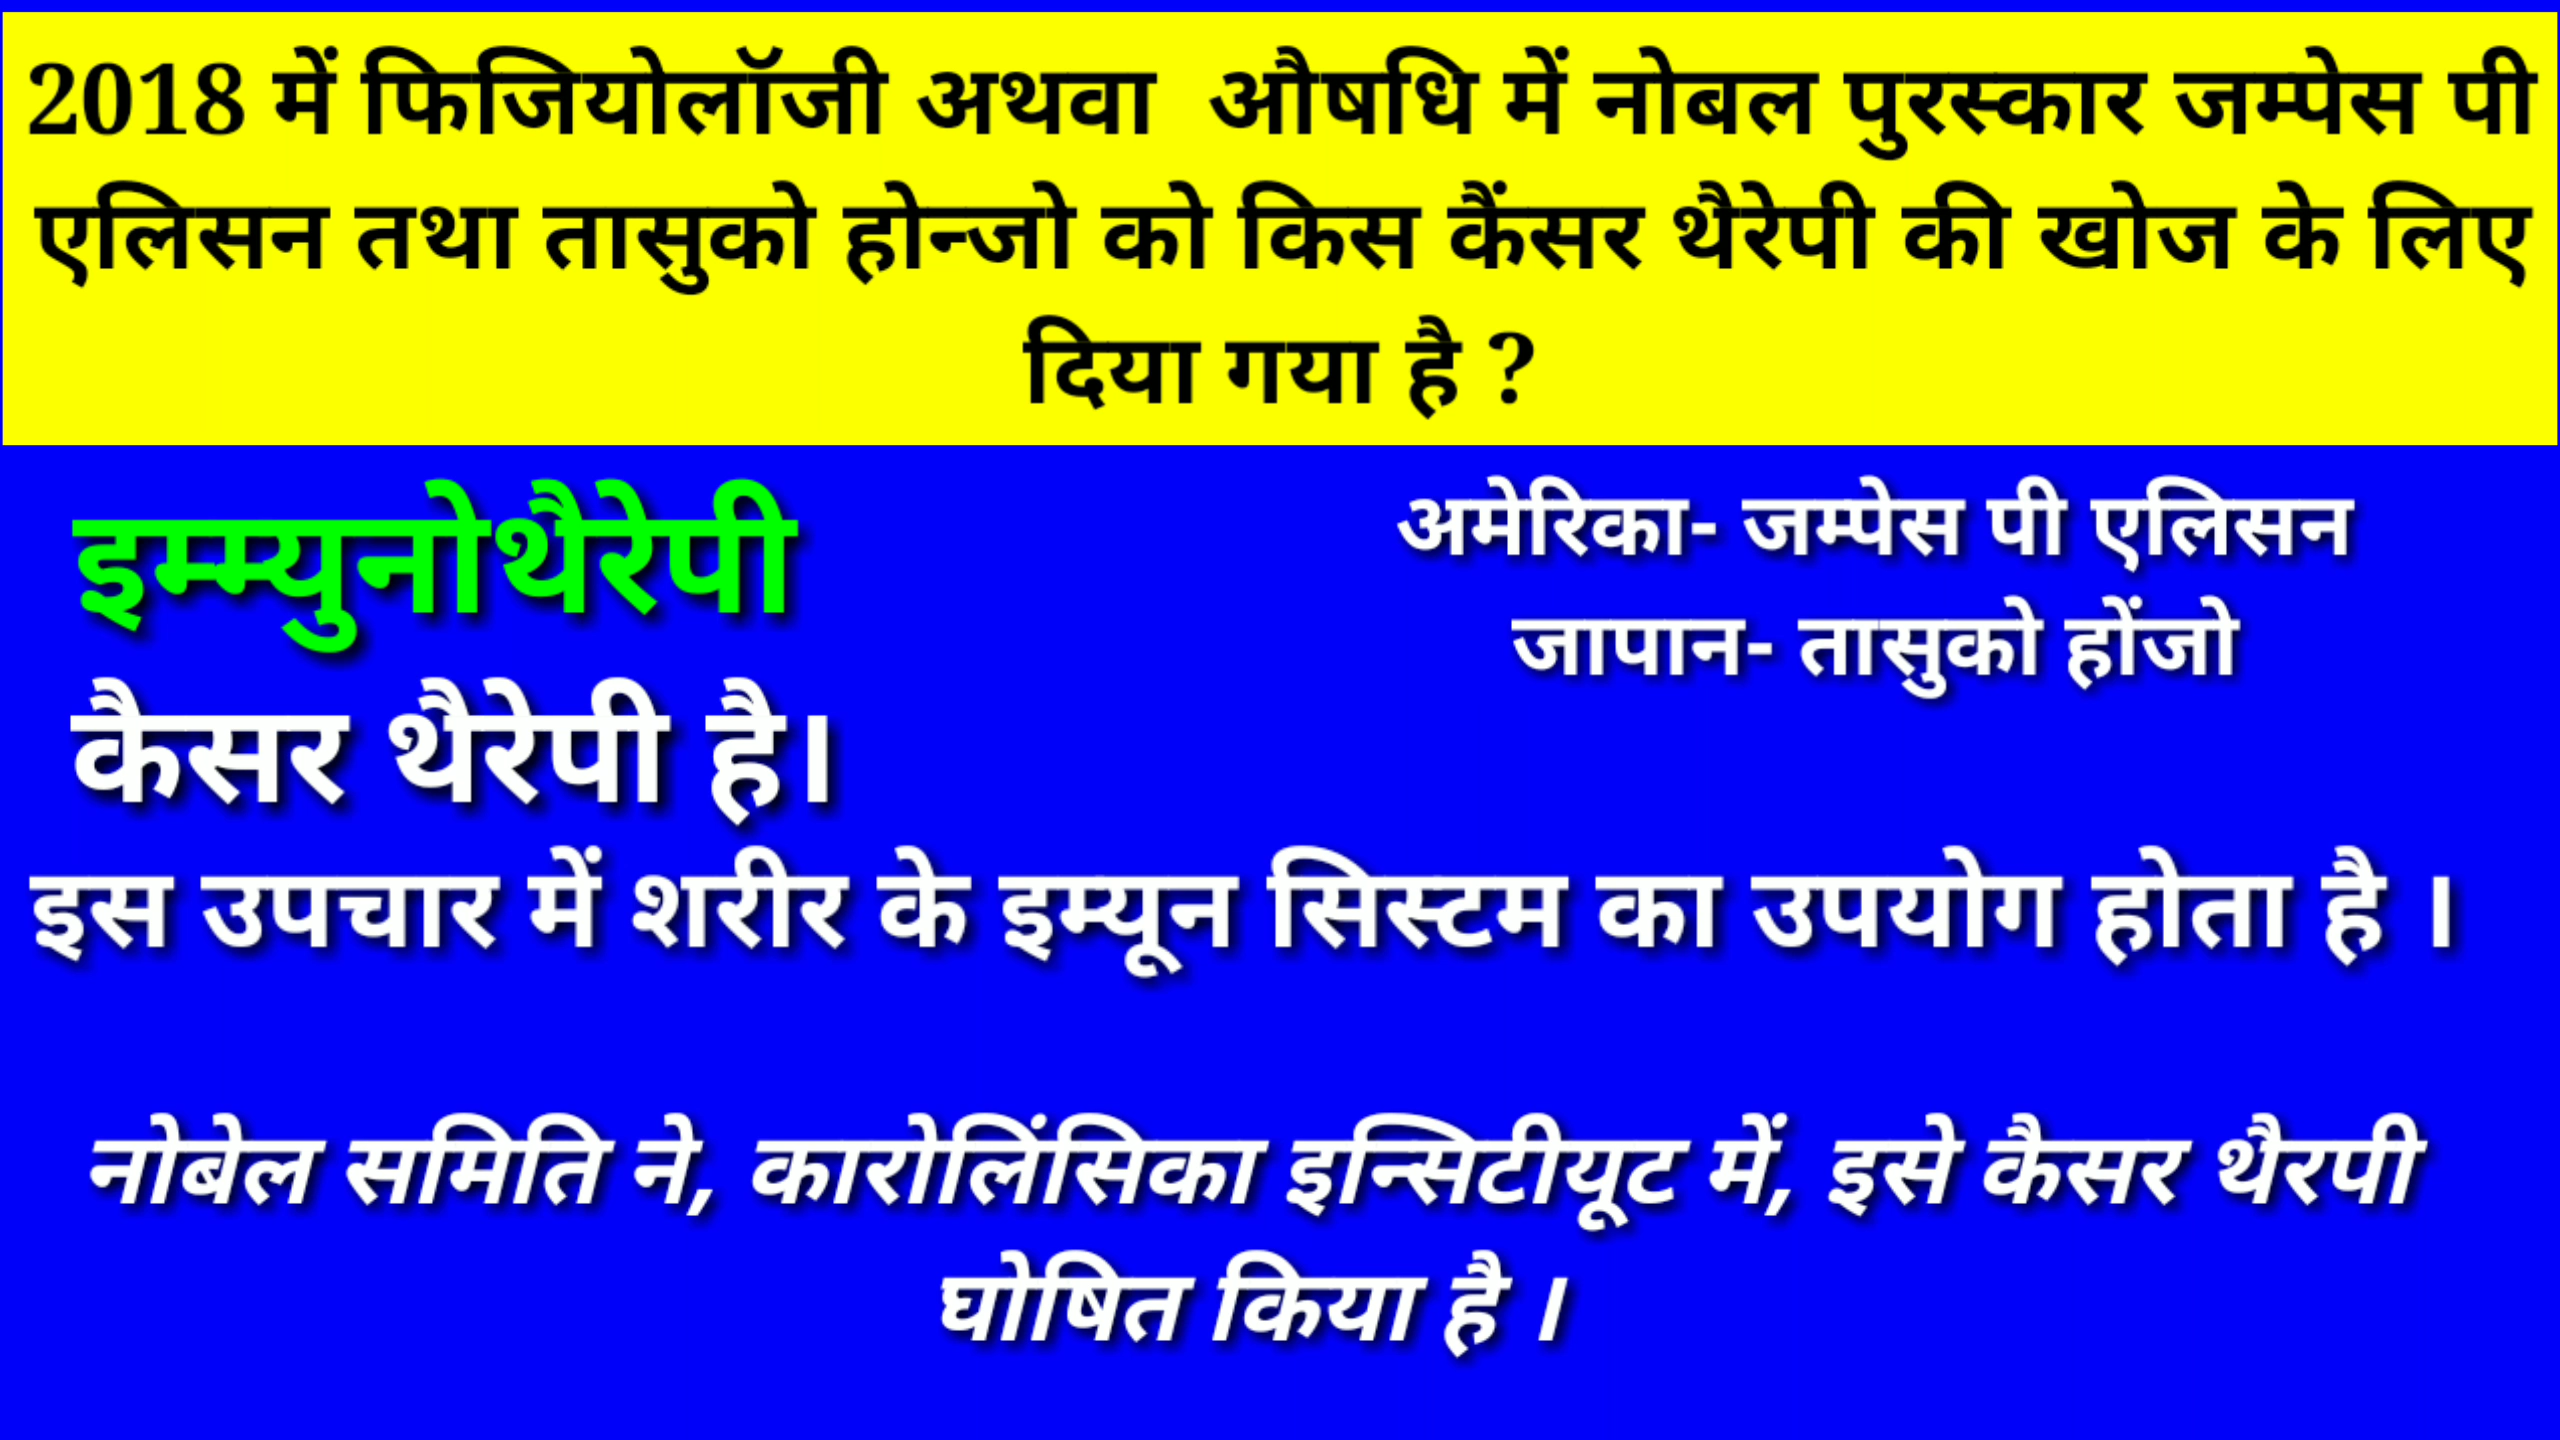 2018 में फिजियोलॉजी अथवा औषधि में नोबल पुरस्कार जम्पेस पी
एलिसन तथा तासुको होन्जो को किस कैंसर थैरेपी की खोज के लिए
दिया गया है ?
इम्म्युनोथैरेपी
अमेरिका- जम्पेस पी एलिसन
जापान- तासुको होंजो
कैसर थैरेपी है।
इस उपचार में शरीर के इम्यून सिस्टम का उपयोग होता है ।
नोबेल समिति ने, कारोलिंसिका इन्सिटीयूट में, इसे कैसर थैरपी
घोषित किया है ।